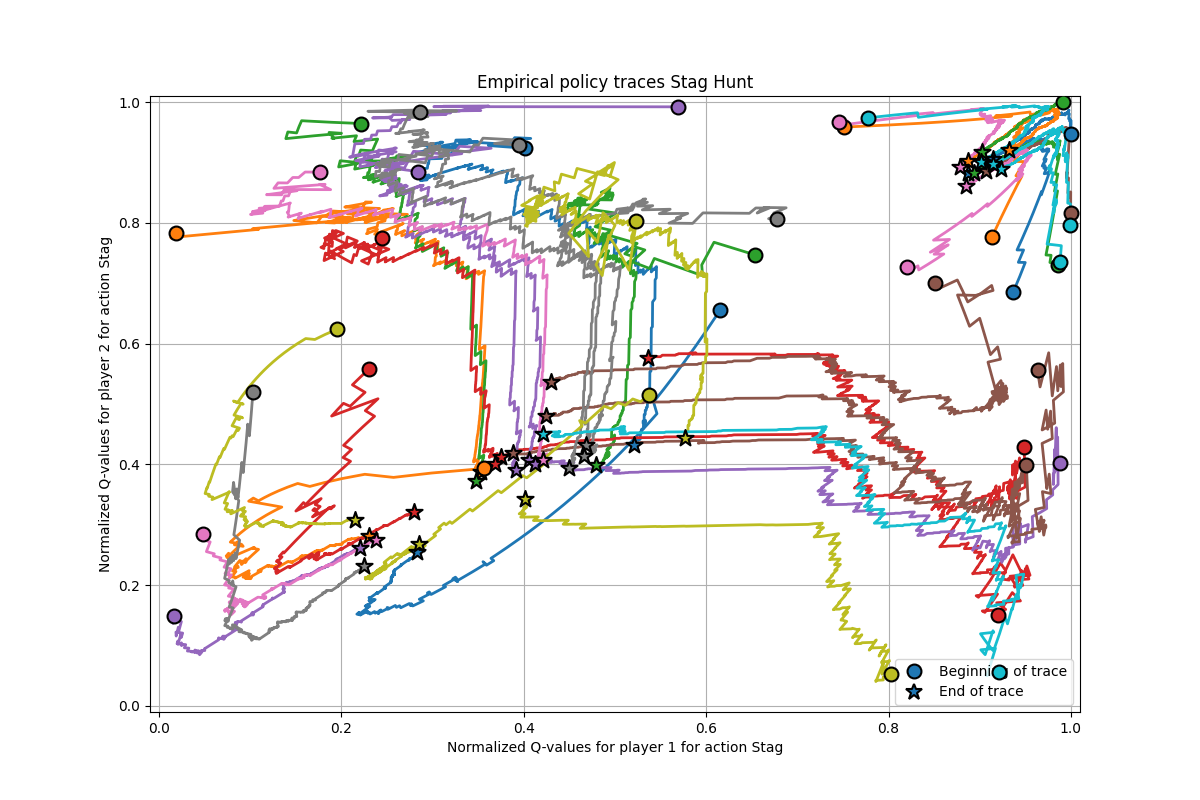 Empirical policy traces Stag Hunt
Normalized Q-values for player 2 for action Stag
1.0
0.8
0.6
0.4
0.2
0.0
Beginning of trace
End of trace
0.0 0.2 0.4 0.6 0.8 1.0
Normalized Q-values for player 1 for action Stag